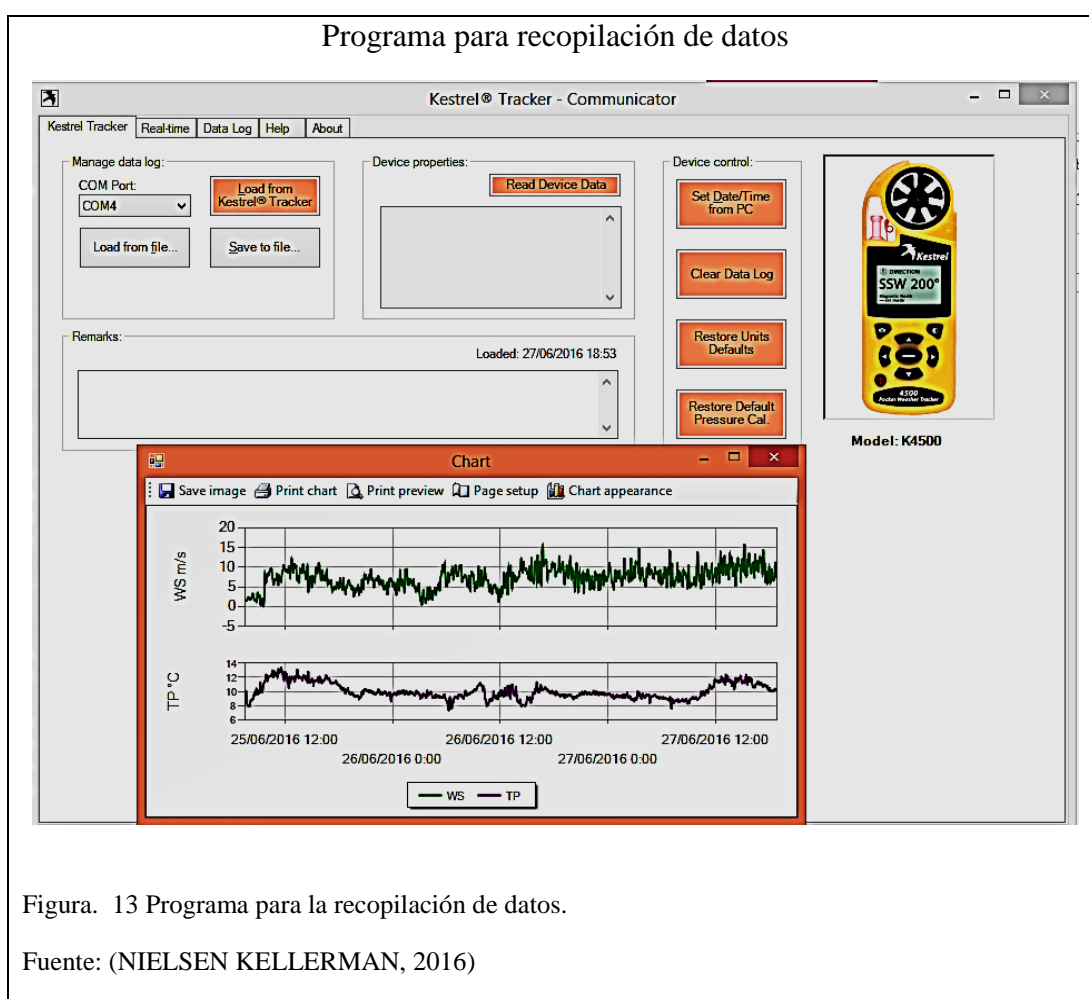 Programa para recopilación de datos
Kestrel® Tracker - Communicator
Kestrel Tracker Real-time Data Log Help About
Manage data log:
COM Port:
COM4
Load from
Kestrel® Tracker
Load from file...
Save to file...
Device properties:
Read Device Data
Device control:
Set Date/Time
from PC
Clear Data Log
Restore Units
Defaults
Restore Default
Pressure Cal.
Kestrel
DIRECTION
SSW 200°
4500
Pocket Weather Tracker
Model: K4500
Remarks:
Loaded: 27/06/2016 18:53
Chart
Save image Print chart Print preview Page setup Chart appearance
WS m/s
20
15
10
5
0
-5
TP °C
14
12
10
8
6
25/06/2016 12:00 26/06/2016 12:00 27/06/2016 12:00
26/06/2016 0:00 27/06/2016 0:00
WS TP
Figura. 13 Programa para la recopilación de datos.
Fuente: (NIELSEN KELLERMAN, 2016)